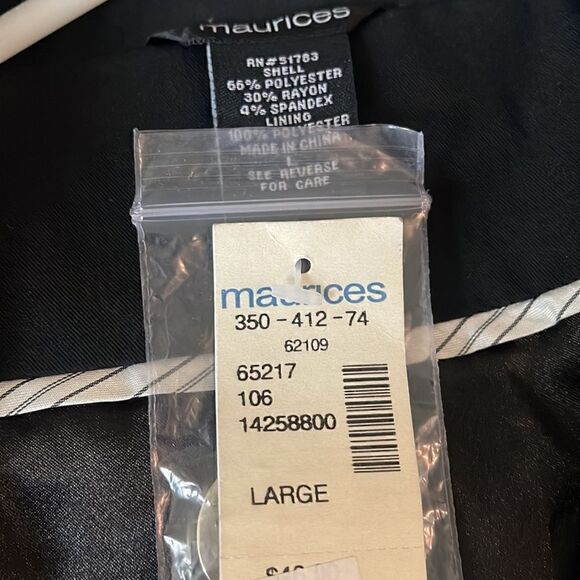 maurices
RN#51783
SHELL
66% POLYESTER
30% RAYON
4% SPANDEX
LINING
100% POLYESTER
MADE IN CHINA
L
SEE REVERSE
FOR CARE
maurices
350-412-74
62109
65217
106
14258800
LARGE